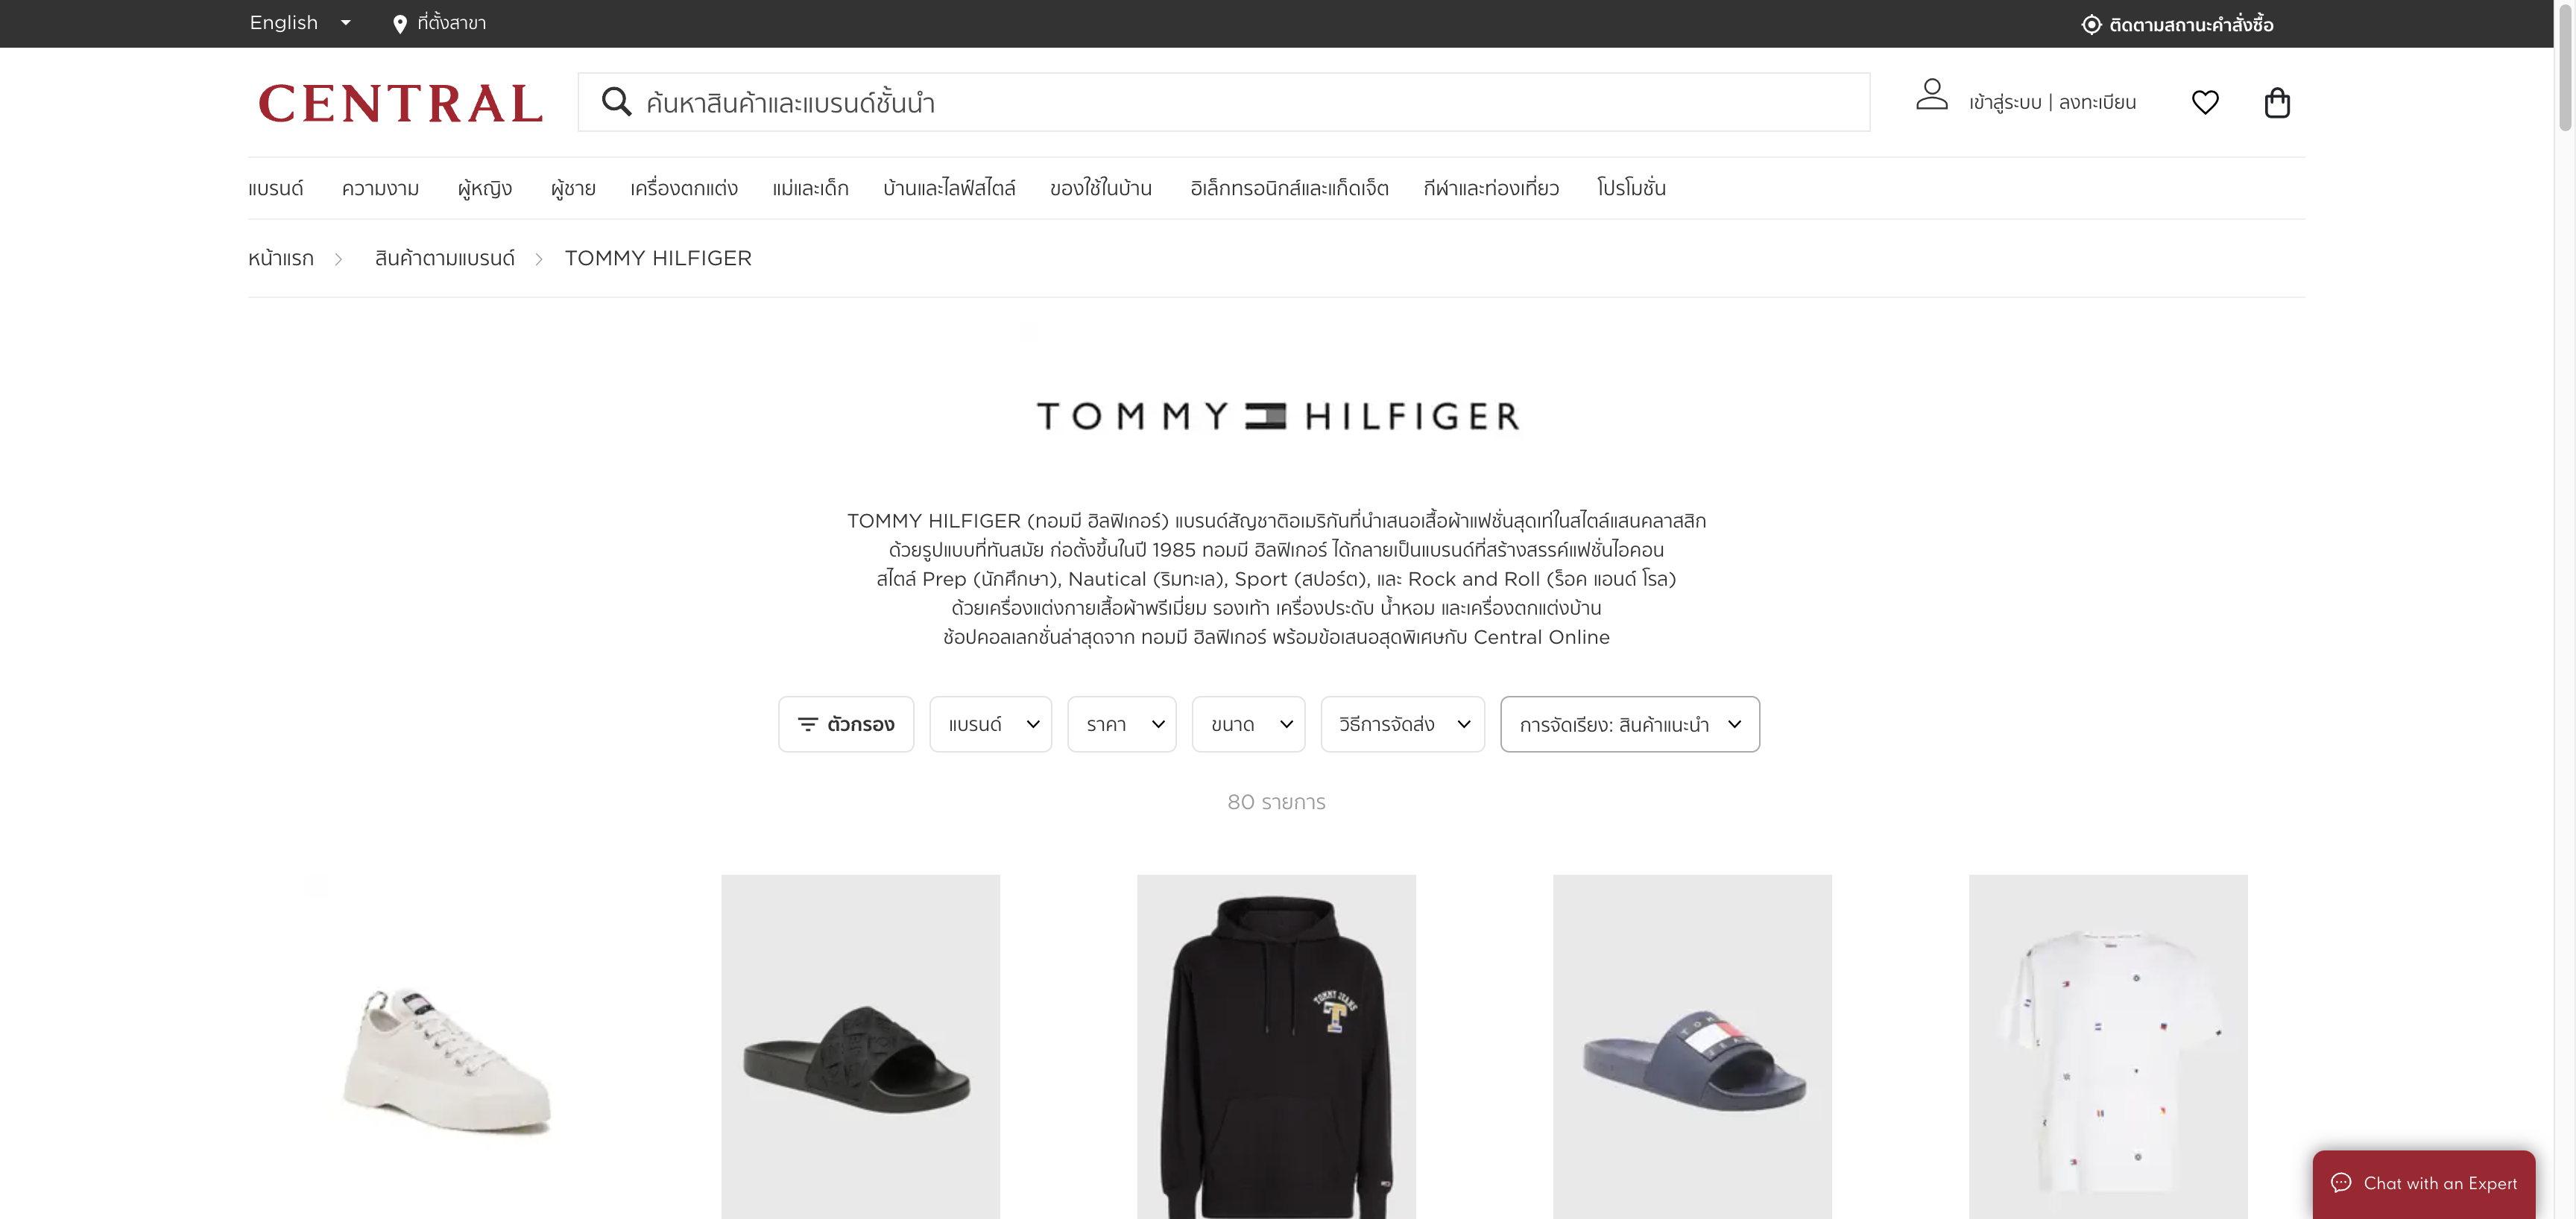 English
ที่ตั้งสาขา
ติดตามสถานะคำสั่งซื้อ
CENTRAL
ค้นหาสินค้าและแบรนด์ชั้นนำ
เข้าสู่ระบบ | ลงทะเบียน
แบรนด์ ความงาม ผู้หญิง ผู้ชาย เครื่องตกแต่ง แม่และเด็ก บ้านและไลฟ์สไตล์ ของใช้ในบ้าน อิเล็กทรอนิกส์และแก็ดเจ็ต กีฬาและท่องเที่ยว โปรโมชั่น
หน้าแรก สินค้าตามแบรนด์ TOMMY HILFIGER
TOMMY HILFIGER
TOMMY HILFIGER (ทอมมี ฮิลฟิเกอร์) แบรนด์สัญชาติอเมริกันที่นำเสนอเสื้อผ้าแฟชั่นสุดเท่ในสไตล์แสนคลาสสิก
ด้วยรูปแบบที่ทันสมัย ก่อตั้งขึ้นในปี 1985 ทอมมี ฮิลฟิเกอร์ ได้กลายเป็นแบรนด์ที่สร้างสรรค์แฟชั่นไอคอน
สไตล์ Prep (นักศึกษา), Nautical (ริมทะเล), Sport (สปอร์ต), และ Rock and Roll (ร็อค แอนด์ โรล)
ด้วยเครื่องแต่งกายเสื้อผ้าพรีเมี่ยม รองเท้า เครื่องประดับ น้ำหอม และเครื่องตกแต่งบ้าน
ช้อปคอลเลกชั่นล่าสุดจาก ทอมมี ฮิลฟิเกอร์ พร้อมข้อเสนอสุดพิเศษกับ Central Online
ตัวกรอง แบรนด์ ราคา ขนาด วิธีการจัดส่ง การจัดเรียง: สินค้าแนะนำ
80 รายการ
TOMMY JEANS
T
Chat with an Expert